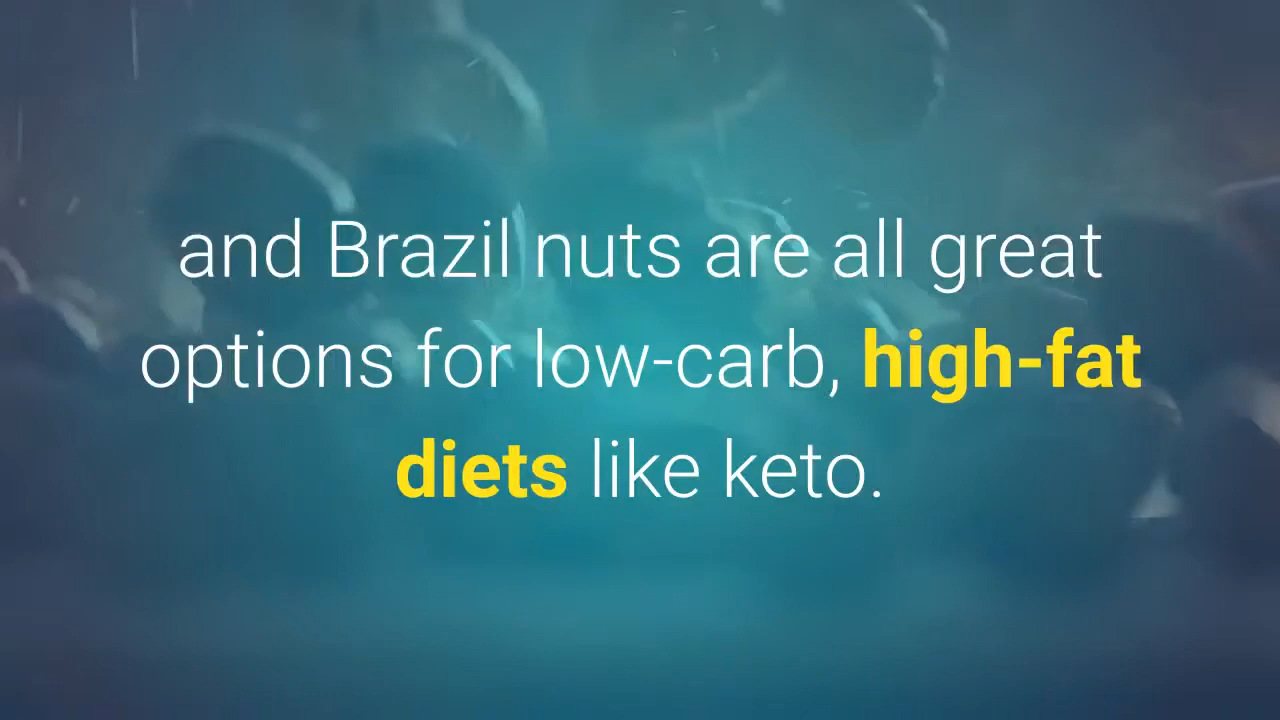 and Brazil nuts are all great
options for low-carb, high-fat
diets like keto.